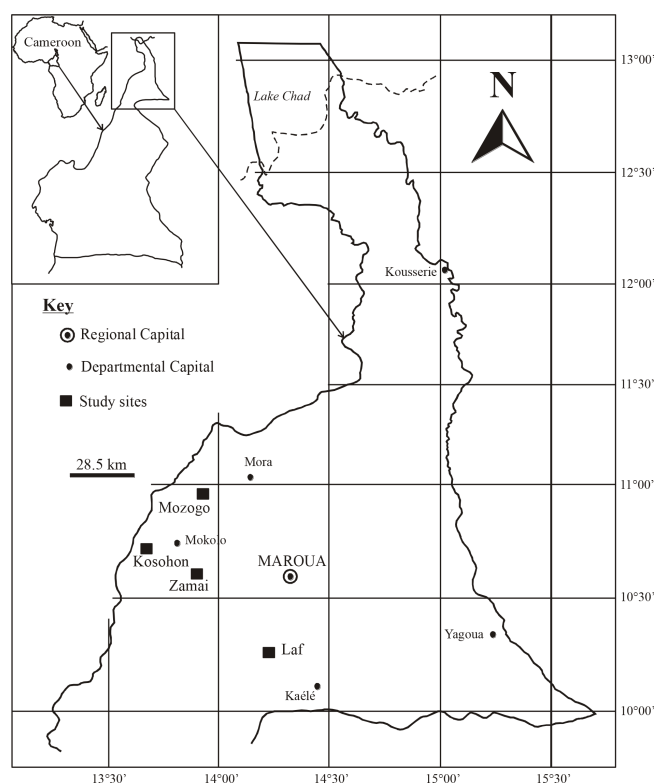 Cameroon
Lake Chad
N
13°00'
12°30'
Kousserie
12°00'
Key
Regional Capital
Departmental Capital
Study sites
11°30'
28.5 km
Mora
11°00'
Mozogo
Mokolo
Kosohon
MAROUA
Zamai
10°30'
Yagoua
Laf
Kaélé
10°00'
13°30' 14°00' 14°30' 15°00' 15°30'